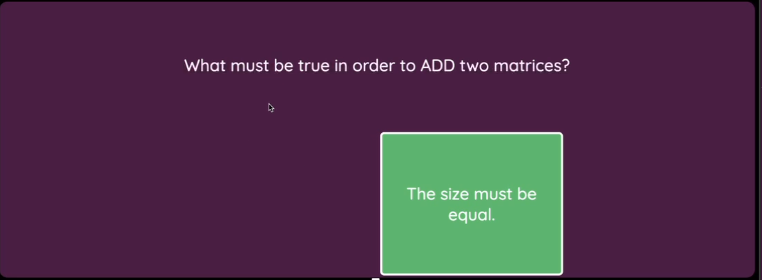 What must be true in order to ADD two matrices?
The size must be
equal.